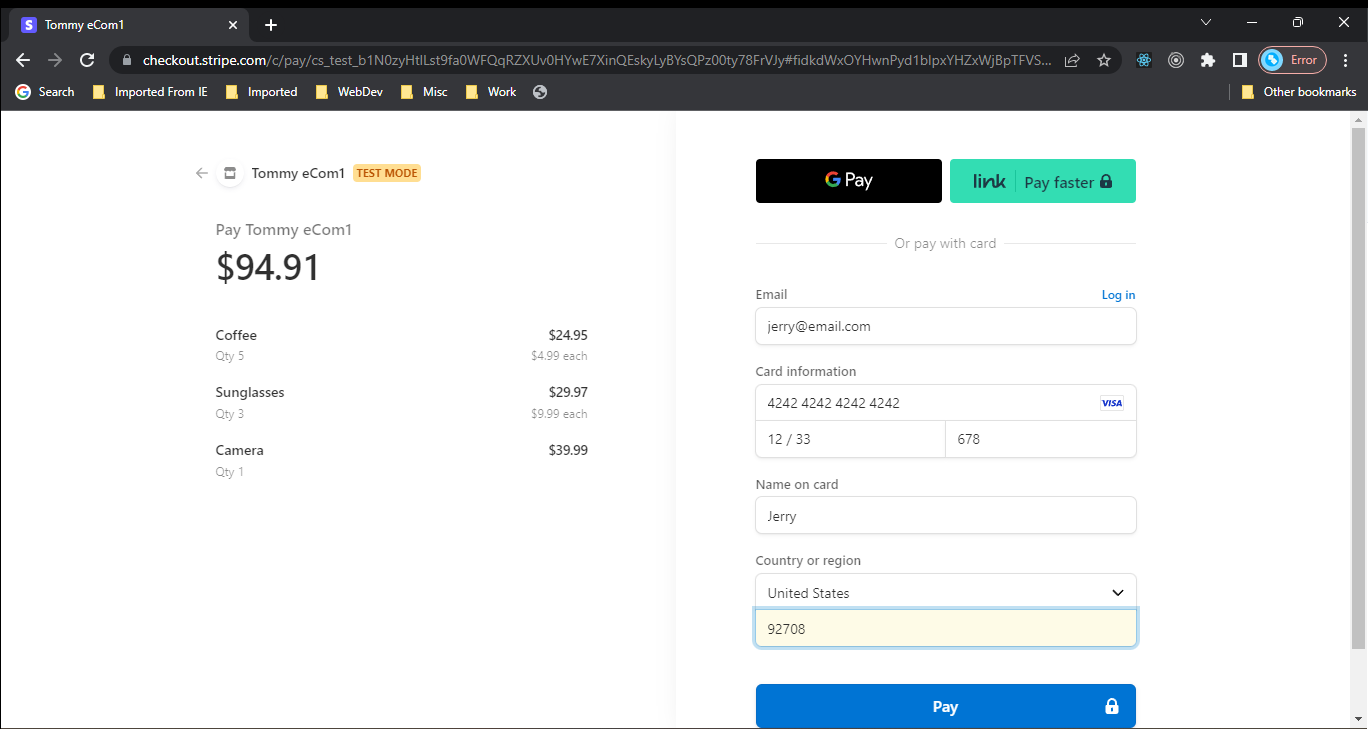 Tommy eCom1
checkout.stripe.com/c/pay/cs_test_b1N0zyHtlLst9fa0WFQqRZXUv0HYwE7XinQEskyLyBYsQPz00ty78FrVJy#fidkdWxOYHwnPyd1blpxYHZxWjBpTFVS...
Error
Search Imported From IE Imported WebDev Misc Work Other bookmarks
Tommy eCom1 TEST MODE
Pay Tommy eCom1
$94.91
Coffee $24.95
Qty 5 $4.99 each
Sunglasses $29.97
Qty 3 $9.99 each
Camera $39.99
Qty 1
G Pay link Pay faster
Or pay with card
Email Log in
jerry@email.com
Card information
4242 4242 4242 4242 VISA
12 / 33 678
Name on card
Jerry
Country or region
United States
92708
Pay